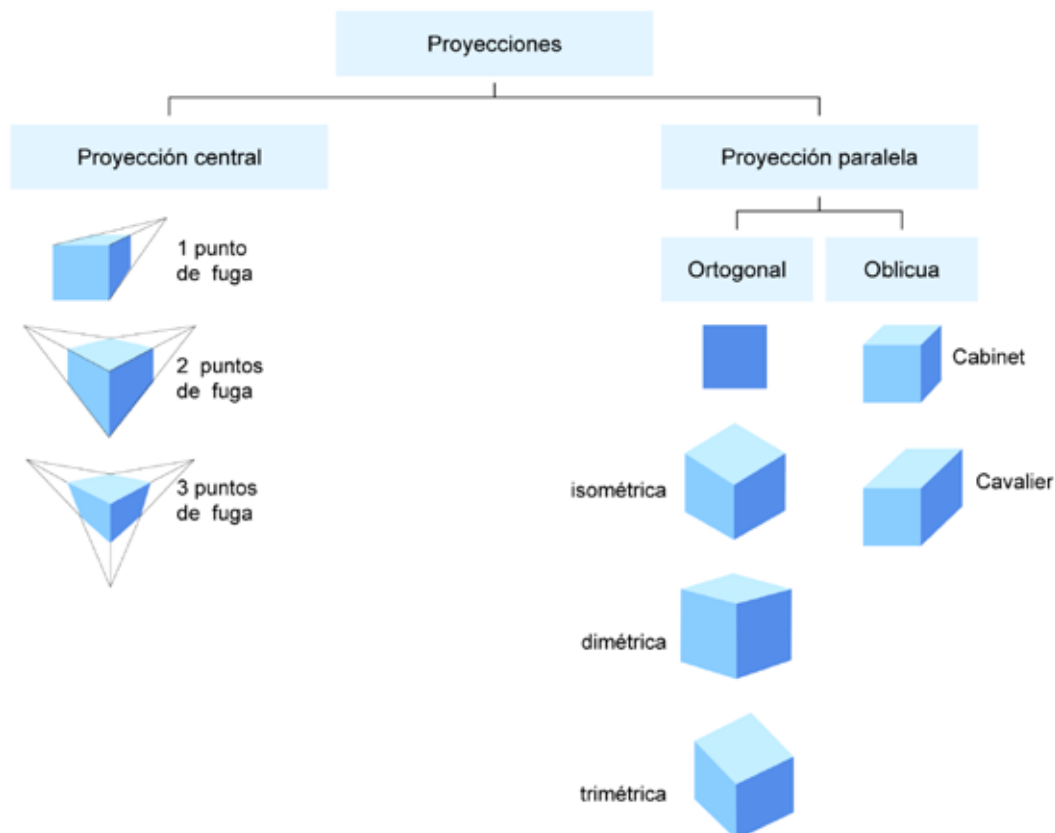 Proyecciones
Proyección central
Proyección paralela
1 punto
de fuga
2 puntos
de fuga
3 puntos
de fuga
Ortogonal
Oblicua
Cabinet
isométrica
Cavalier
dimétrica
trimétrica